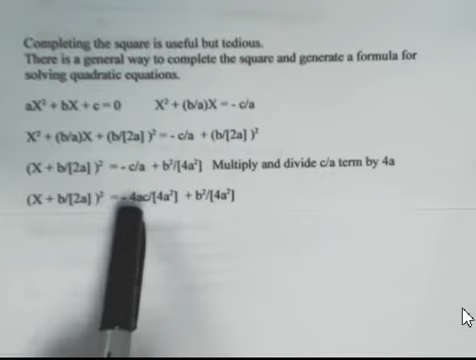 Completing the square is useful but tedious.
There is a general way to complete the square and generate a formula for
solving quadratic equations.
aX² + bX + c = 0 X² + (b/a)X = - c/a
X² + (b/a)X + (b/[2a] )² = - c/a + (b/[2a] )²
(X + b/[2a] )² = - c/a + b²/[4a²] Multiply and divide c/a term by 4a
(X + b/[2a] )² = - 4ac/[4a²] + b²/[4a²]